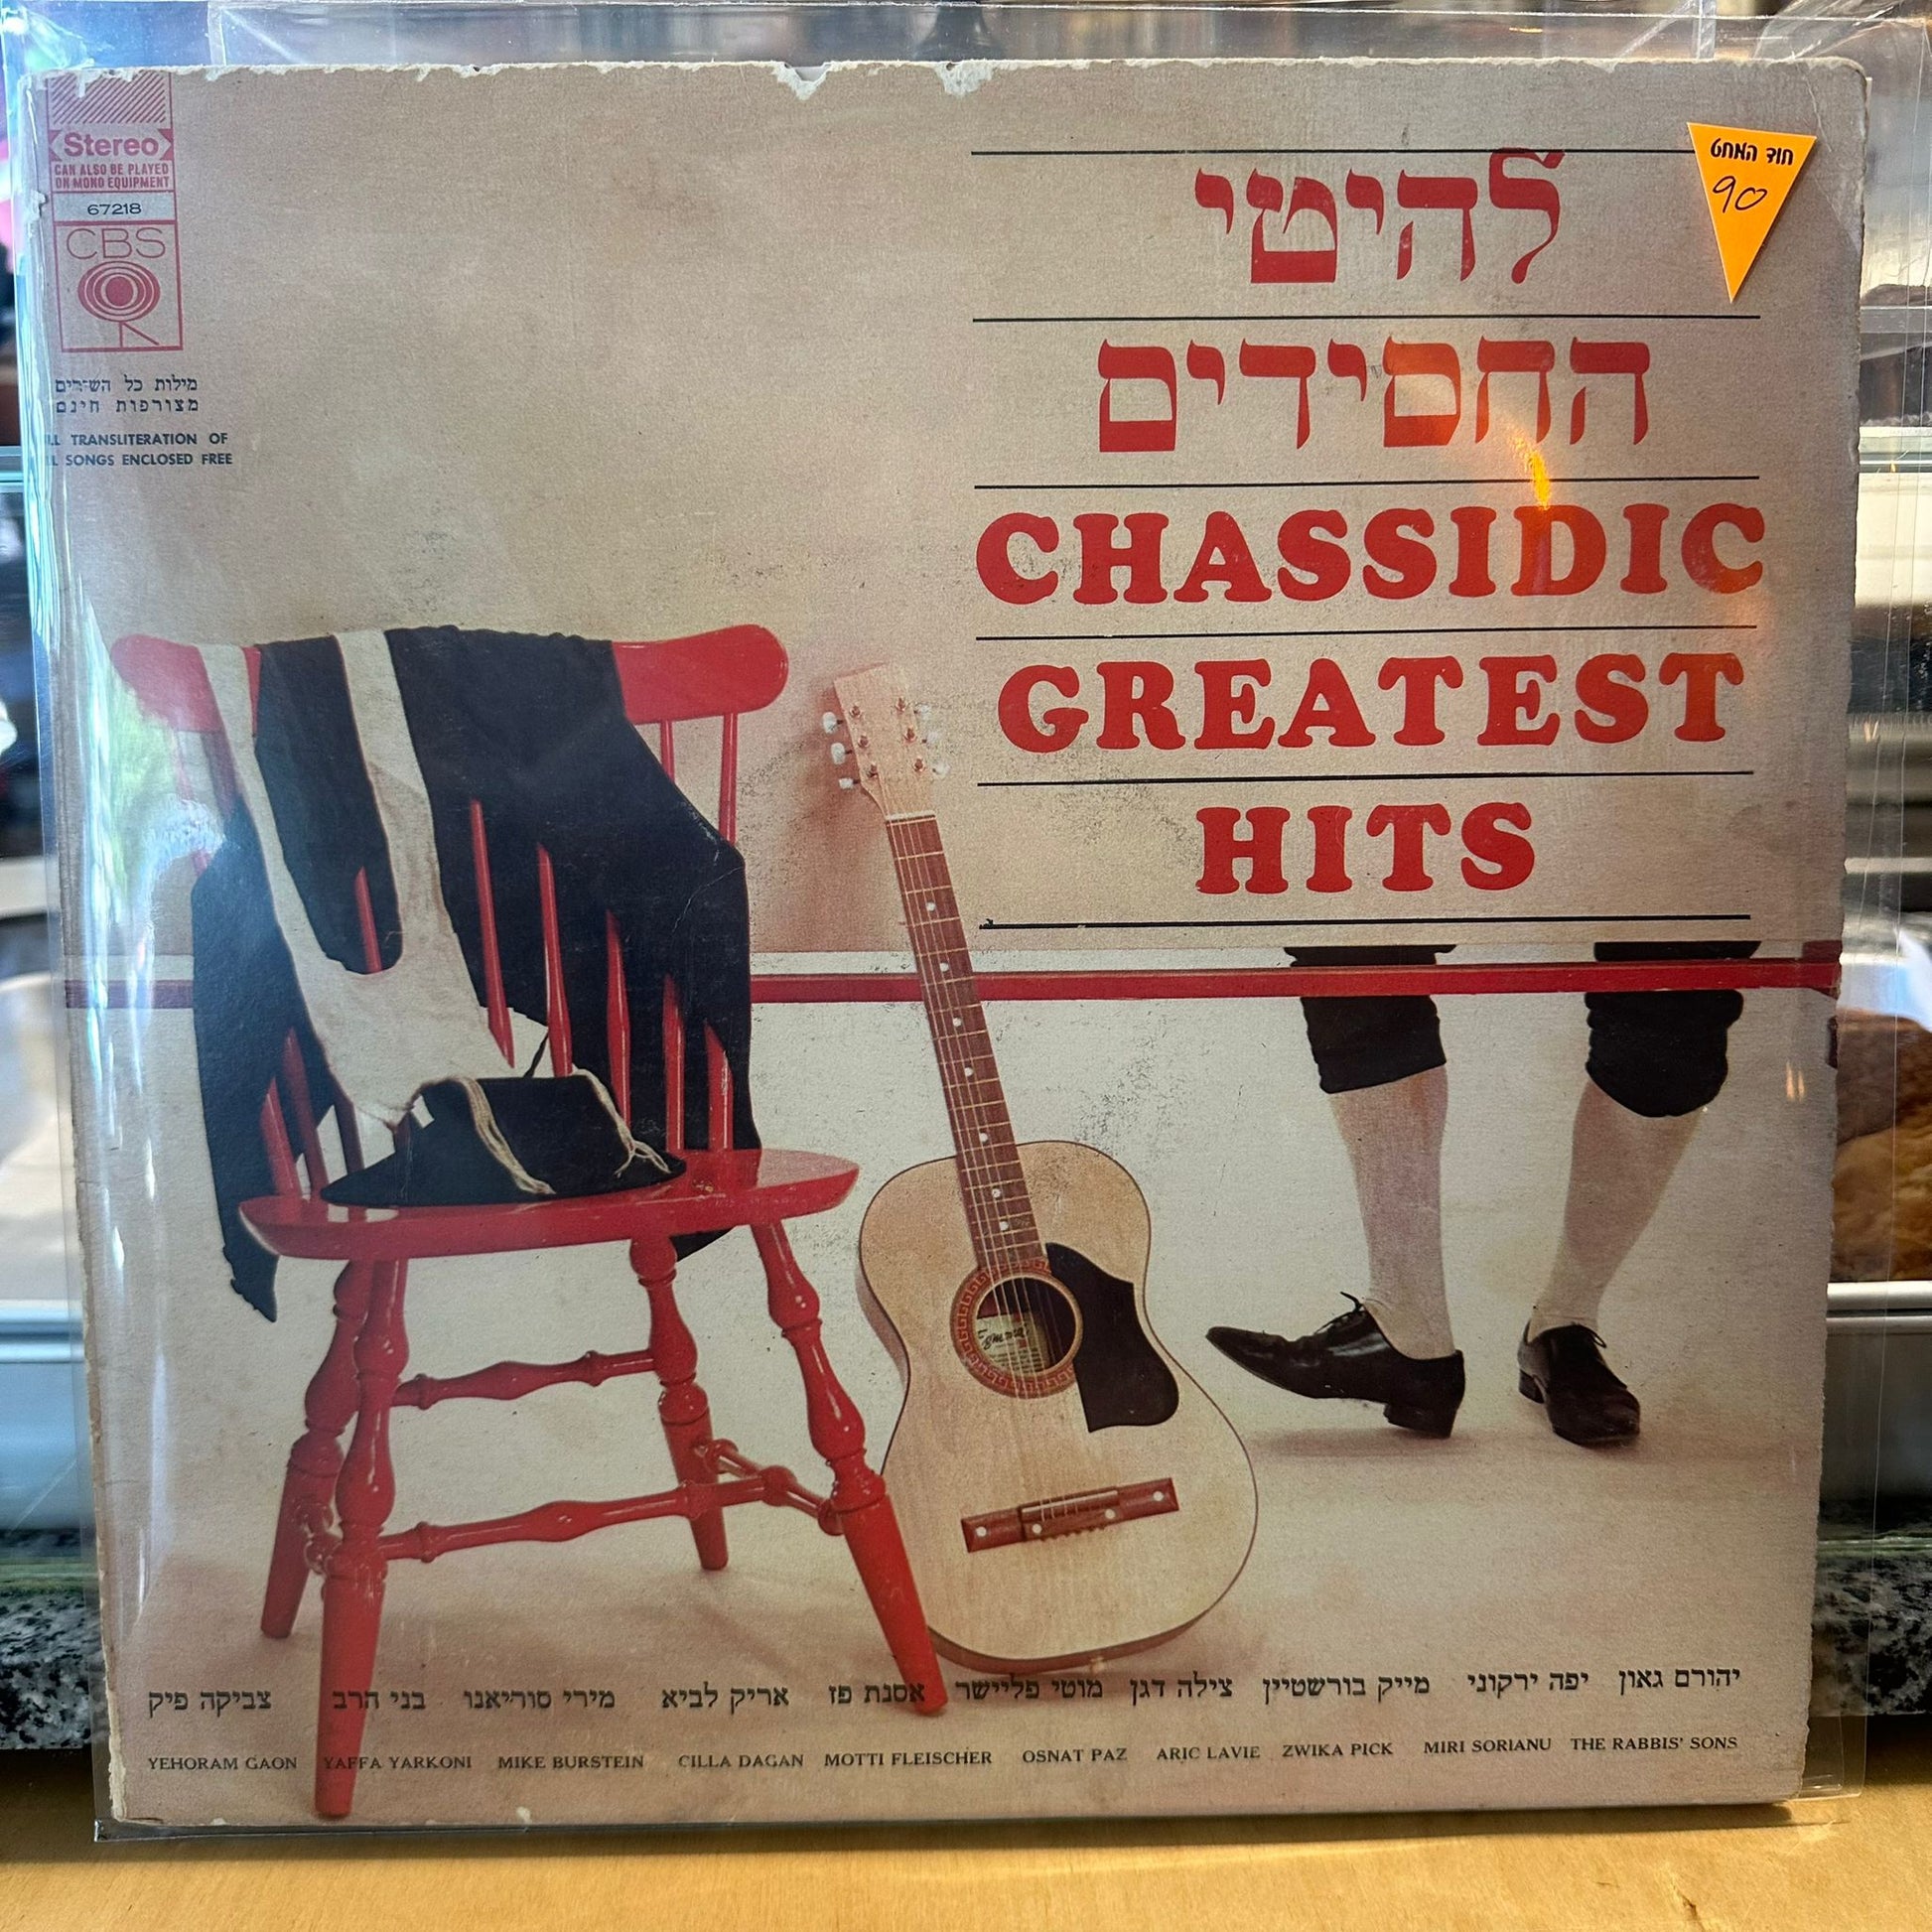 Stereo
CAN ALSO BE PLAYED
ON MONO EQUIPMENT
67218
CBS
מילות כל השירים
מצורפות חינם
LL TRANSLITERATION OF
L SONGS ENCLOSED FREE
חוד המחט
90
להיטי
החסידים
CHASSIDIC
GREATEST
HITS
יהורם גאון יפה ירקוני מייק בורשטיין צילה דגן מוטי פליישר אסנת פז אריק לביא מירי סוריאנו בני הרב צביקה פיק
YEHORAM GAON YAFFA YARKONI MIKE BURSTEIN CILLA DAGAN MOTTI FLEISCHER OSNAT PAZ ARIC LAVIE ZWIKA PICK MIRI SORIANU THE RABBIS' SONS